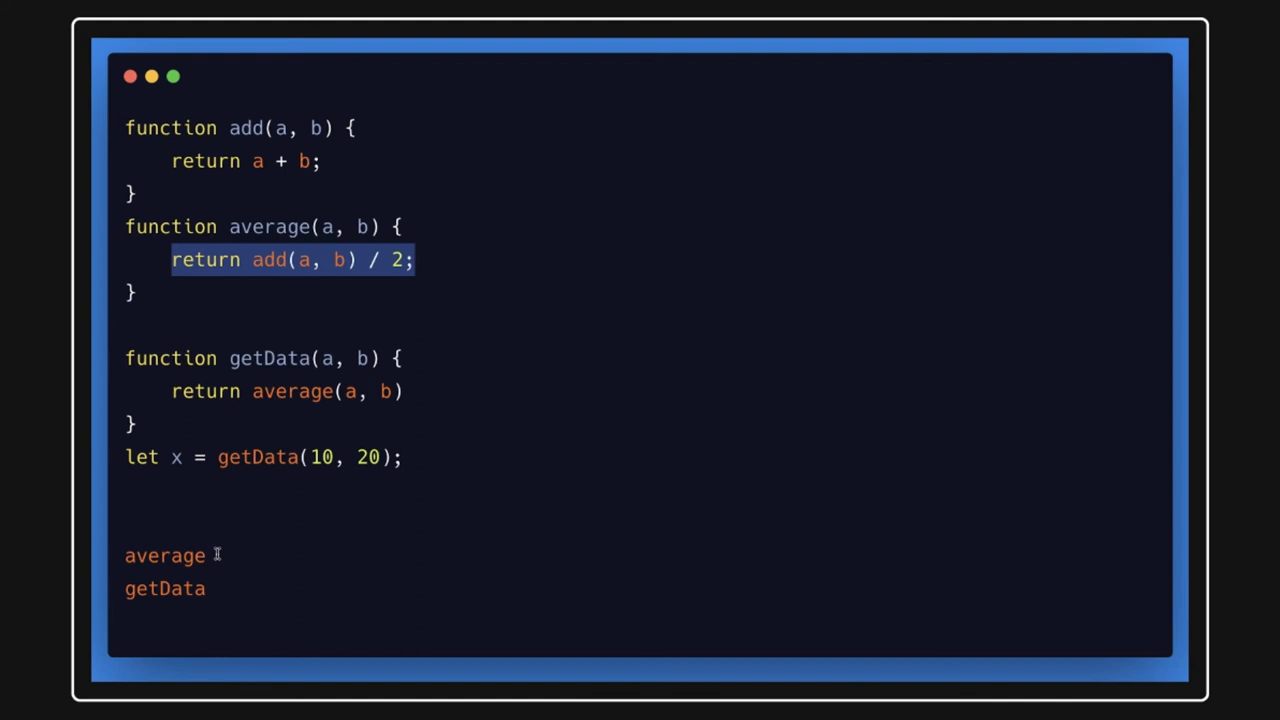 function add(a, b) {
    return a + b;
}
function average(a, b) {
    return add(a, b) / 2;
}
function getData(a, b) {
    return average(a, b)
}
let x = getData(10, 20);
average
getData